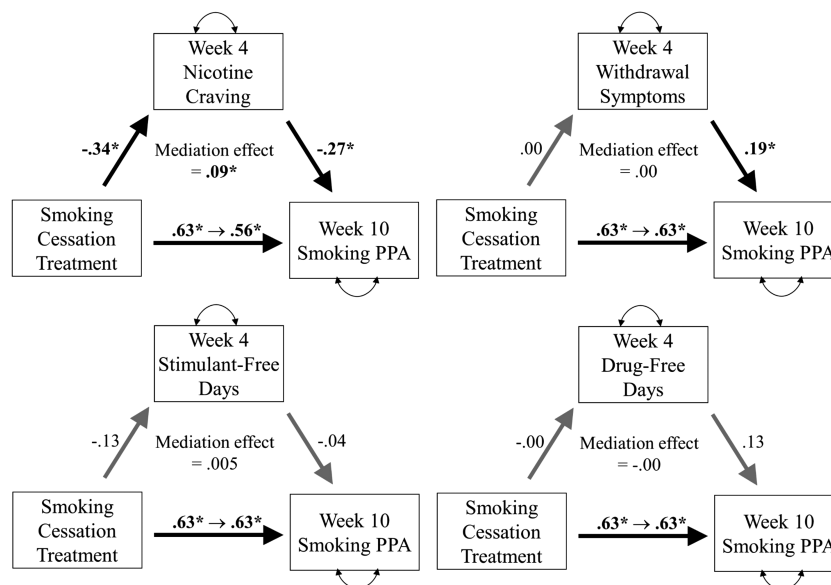 Week 4
Nicotine
Craving
-.34*
Mediation effect
= .09*
-.27*
Smoking
Cessation
Treatment
.63* → .56*
Week 10
Smoking PPA
Week 4
Withdrawal
Symptoms
.00
Mediation effect
= .00
.19*
Smoking
Cessation
Treatment
.63* → .63*
Week 10
Smoking PPA
Week 4
Stimulant-Free
Days
-.13
Mediation effect
= .005
-.04
Smoking
Cessation
Treatment
.63* → .63*
Week 10
Smoking PPA
Week 4
Drug-Free
Days
-.00
Mediation effect
= -.00
.13
Smoking
Cessation
Treatment
.63* → .63*
Week 10
Smoking PPA